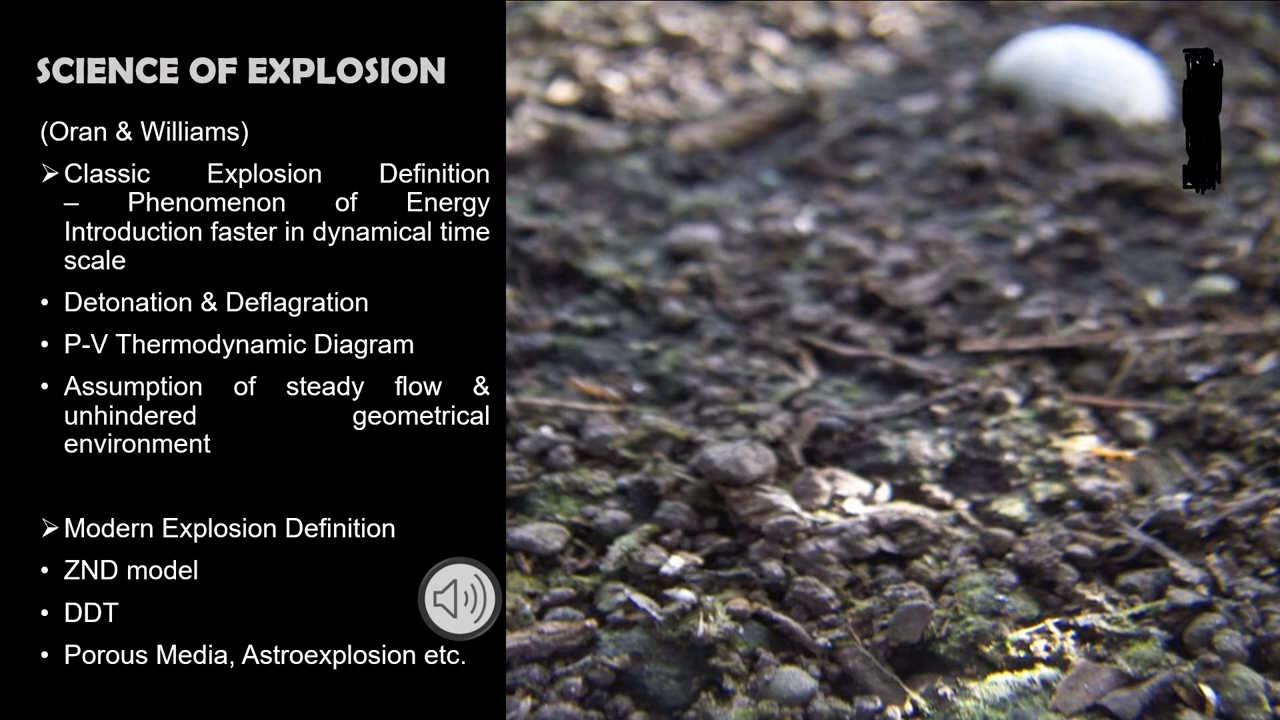 SCIENCE OF EXPLOSION
(Oran & Williams)
➢Classic Explosion Definition
– Phenomenon of Energy
Introduction faster in dynamical time
scale
• Detonation & Deflagration
• P-V Thermodynamic Diagram
• Assumption of steady flow &
unhindered geometrical
environment
➢Modern Explosion Definition
• ZND model
• DDT
• Porous Media, Astroexplosion etc.